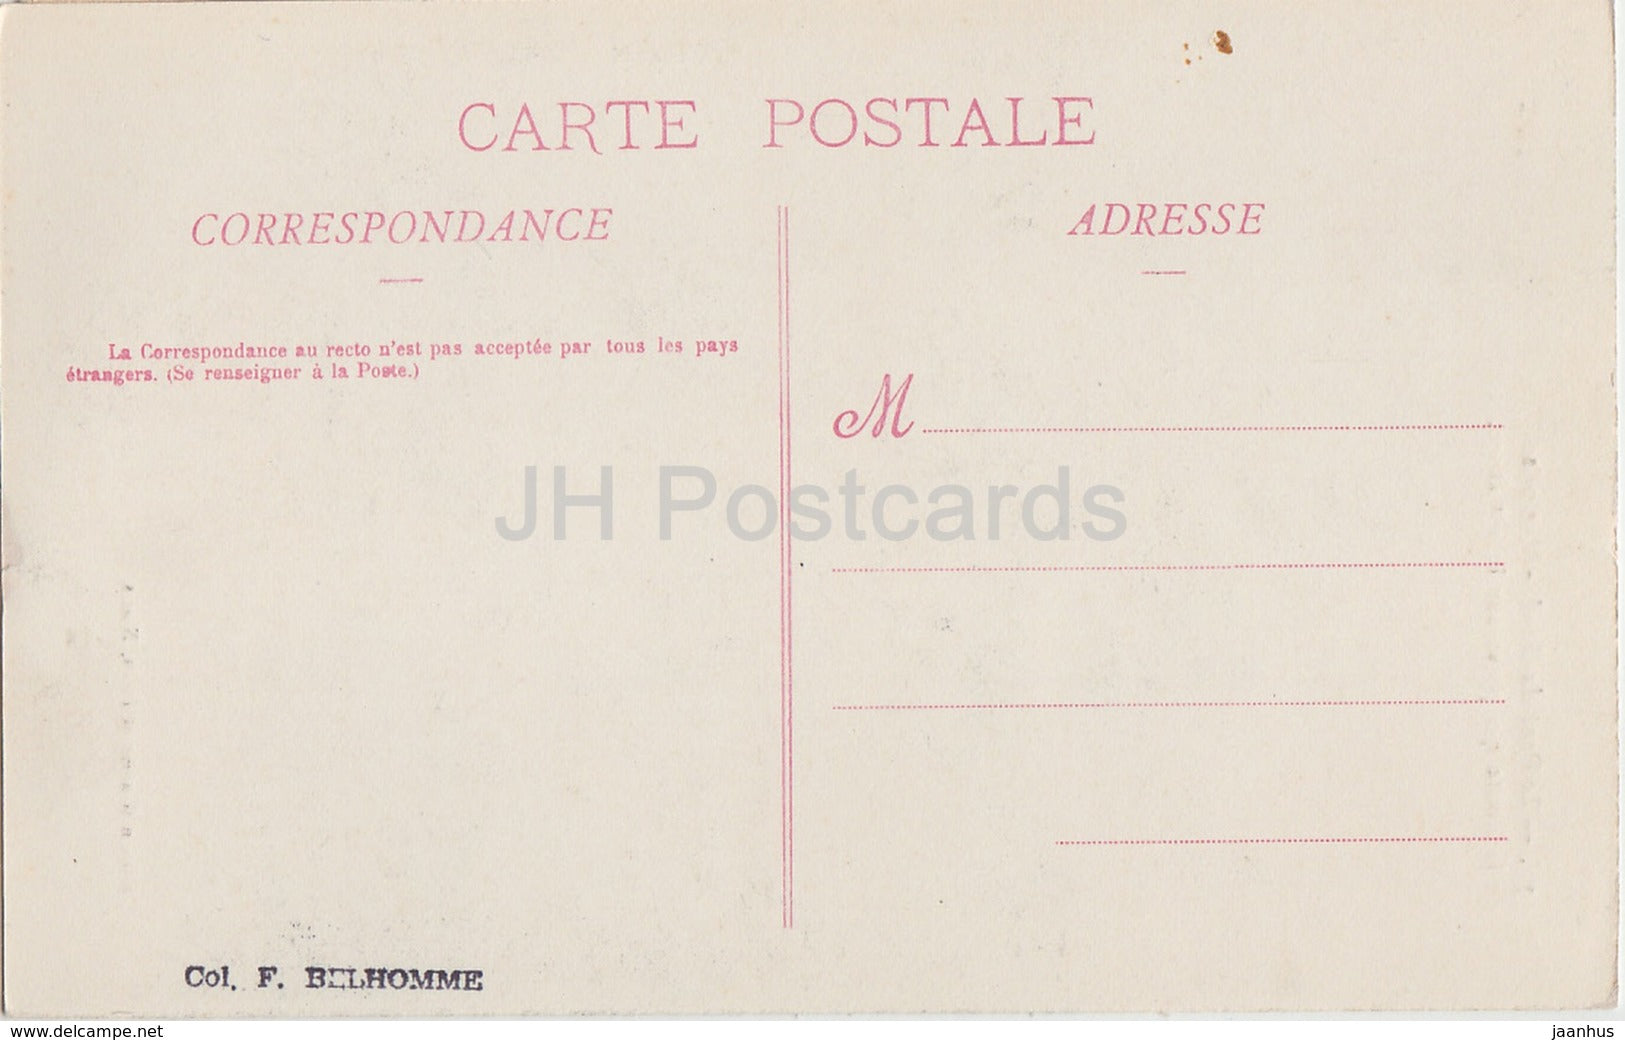 CARTE POSTALE
CORRESPONDANCE
La Correspondance au recto n'est pas acceptée par tous les pays
étrangers. (Se renseigner à la Poste.)
ADRESSE
M
JH Postcards
Col. F. BELHOMME
www.delcampe.net
jaanhus